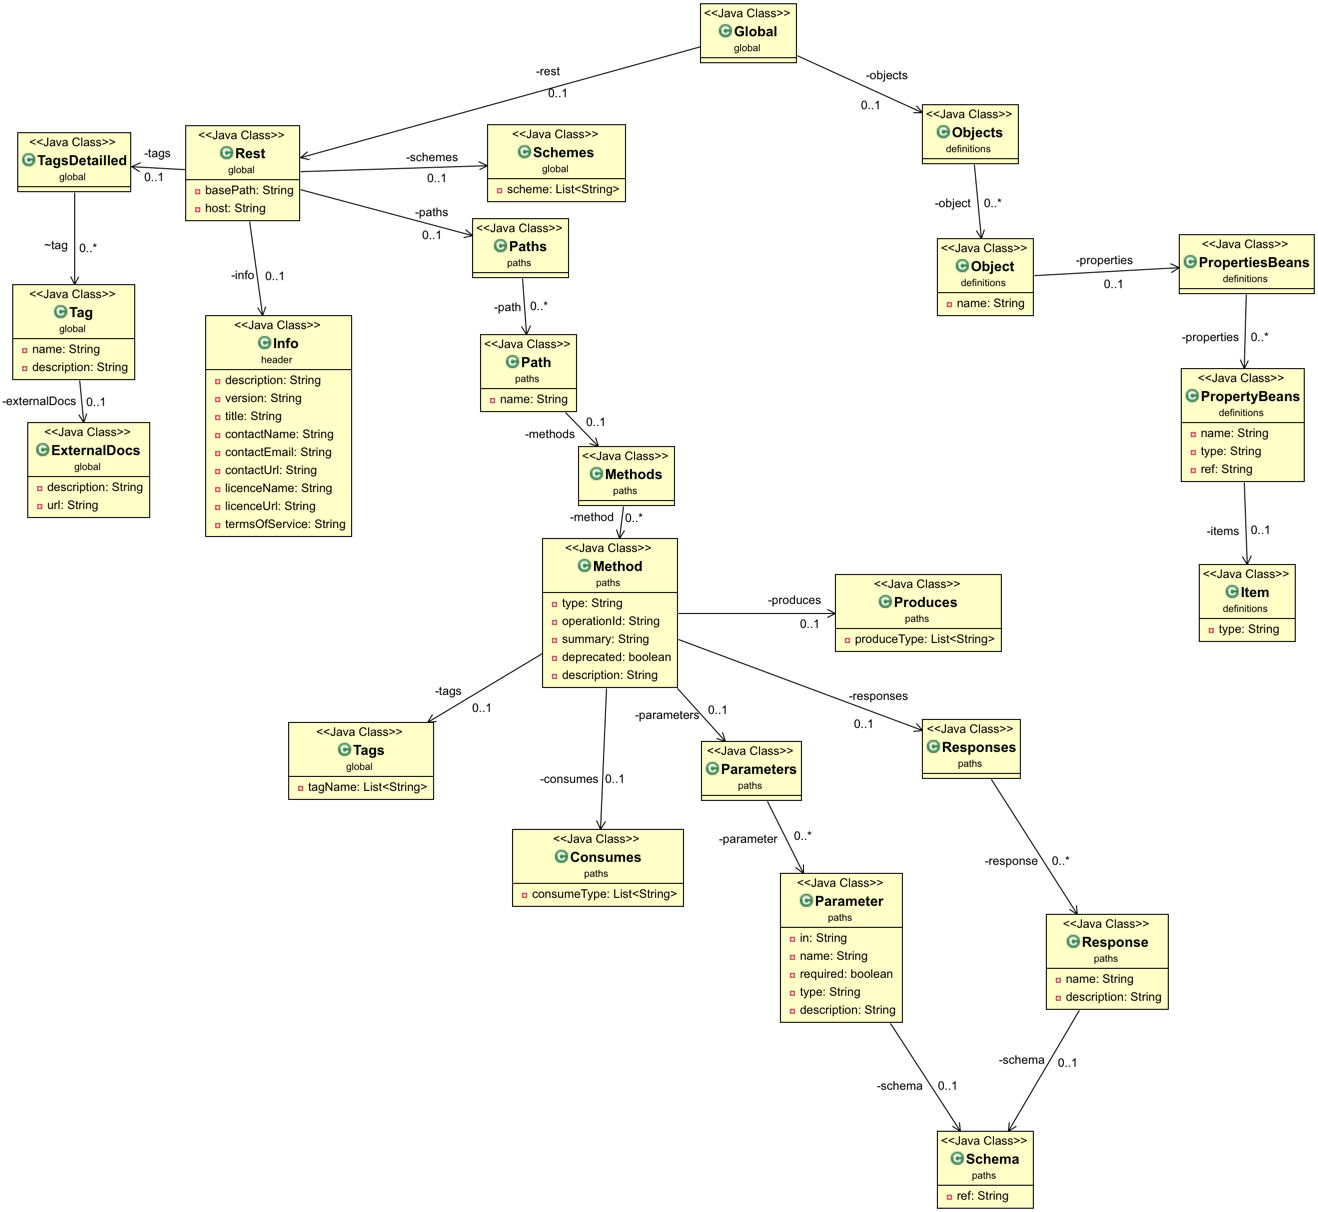 <<Java Class>>
Global
global
-rest
0..1
-objects
0..1
<<Java Class>>
Objects
definitions
<<Java Class>>
TagsDetailled
global
-tags
0..1
<<Java Class>>
Rest
global
basePath: String
host: String
-schemes
0..1
<<Java Class>>
Schemes
global
scheme: List<String>
-paths
0..1
<<Java Class>>
Paths
paths
-object
0..*
<<Java Class>>
Object
definitions
name: String
-properties
0..1
<<Java Class>>
PropertiesBeans
definitions
~tag
0..*
-info
0..1
-path
0..*
-properties
0..*
<<Java Class>>
Tag
global
name: String
description: String
<<Java Class>>
Info
header
description: String
version: String
title: String
contactName: String
contactEmail: String
contactUrl: String
licenceName: String
licenceUrl: String
termsOfService: String
<<Java Class>>
Path
paths
name: String
<<Java Class>>
PropertyBeans
definitions
name: String
type: String
ref: String
-externalDocs
0..1
<<Java Class>>
ExternalDocs
global
description: String
url: String
0..1
-methods
<<Java Class>>
Methods
paths
-method
0..*
-items
0..1
<<Java Class>>
Item
definitions
type: String
<<Java Class>>
Method
paths
type: String
operationId: String
summary: String
deprecated: boolean
description: String
-produces
0..1
<<Java Class>>
Produces
paths
produceType: List<String>
-tags
0..1
-parameters
0..1
-responses
0..1
<<Java Class>>
Tags
global
tagName: List<String>
-consumes
0..1
<<Java Class>>
Parameters
paths
<<Java Class>>
Responses
paths
<<Java Class>>
Consumes
paths
consumeType: List<String>
-parameter
0..*
-response
0..*
<<Java Class>>
Parameter
paths
in: String
name: String
required: boolean
type: String
description: String
<<Java Class>>
Response
paths
name: String
description: String
-schema
0..1
-schema
0..1
<<Java Class>>
Schema
paths
ref: String